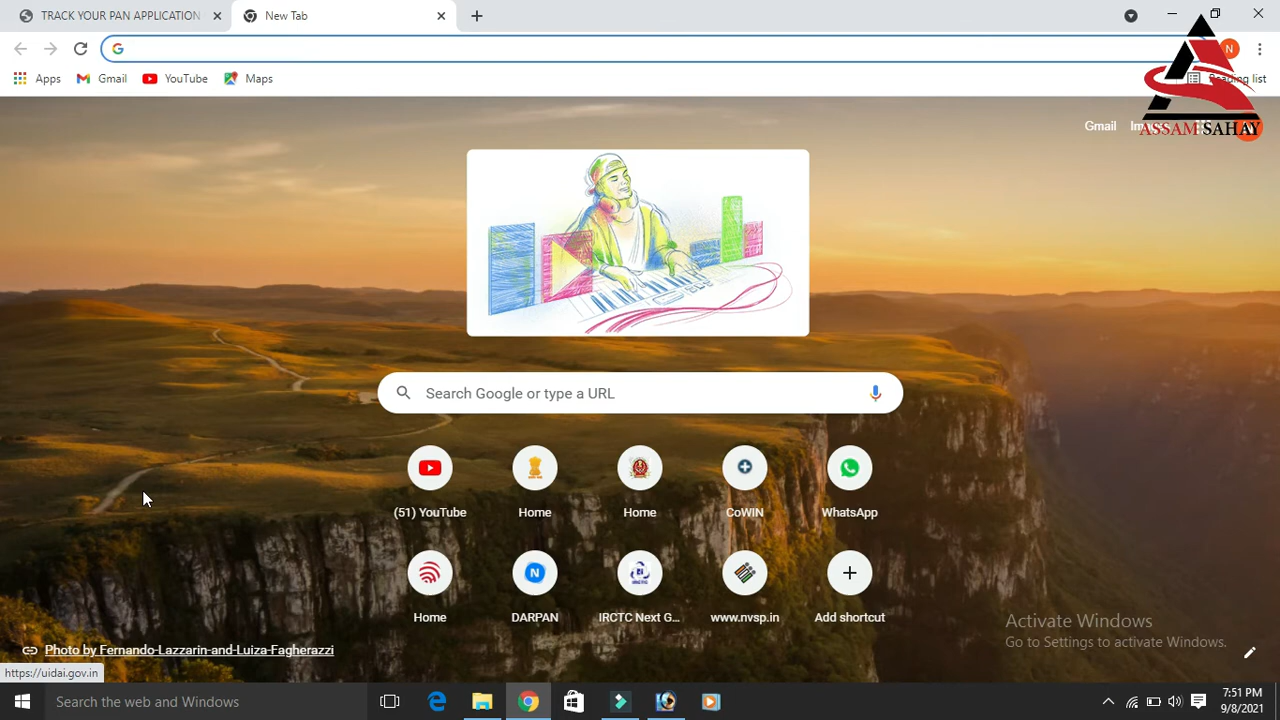 TRACK YOUR PAN APPLICATION
New Tab
Apps
Gmail
YouTube
Maps
Reading list
Gmail
Images
ASSAM SAHAY
Search Google or type a URL
(51) YouTube
Home
Home
CoWIN
WhatsApp
Home
DARPAN
IRCTC Next G...
www.nvsp.in
Add shortcut
Activate Windows
Go to Settings to activate Windows.
Photo by Fernando-Lazzarin-and-Luiza-Fagherazzi
https://uidai.gov.in
Search the web and Windows
7:51 PM
9/8/2021